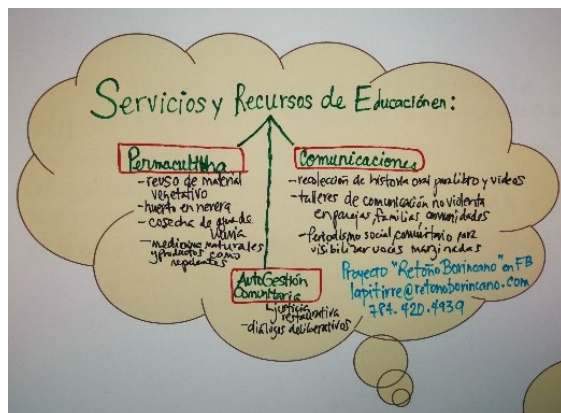 Servicios y Recursos de Educación en:
Permacultura
- reuso de material
vegetativo
- huerto en nevera
- cosecha de agua de
lluvia
- medicina naturales
y productos como
repelentes
Comunicaciones
- recolección de historia oral para libro y videos
- talleres de comunicación no violenta
en parejas, familias, comunidades
- Periodismo social comunitario para
visibilizar voces marginadas
AutoGestión
Comunitaria
justicia
restaurativa
- diálogos deliberativos
Proyecto "Retoño Borincano" en FB
lapitirre@retonoborincano.com
787.420.4939